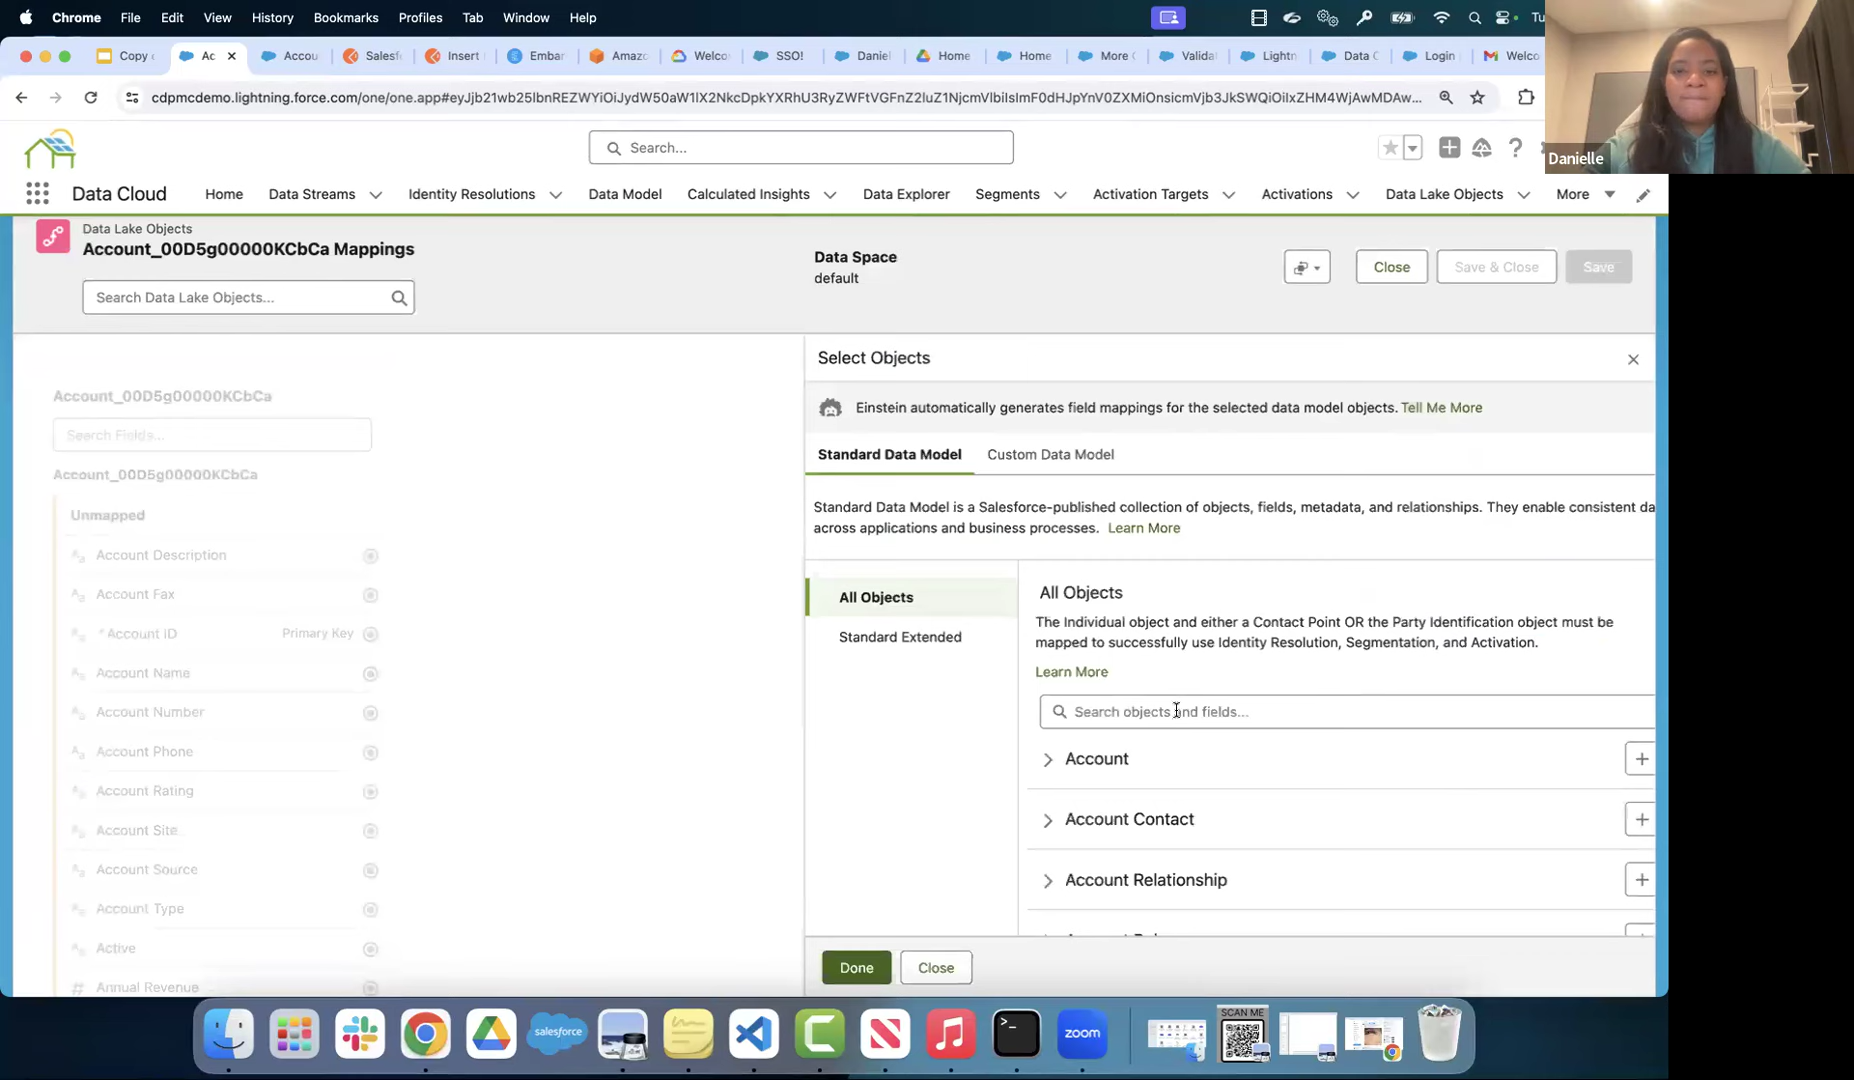 Chrome File Edit View History Bookmarks Profiles Tab Window Help
Copy Ac Accou Salesf Insert Embar Amazo Welco SSO! Daniel Home Home More C Valida Lightn Data C Login Welco
cdpmcdemo.lightning.force.com/one/one.app#
Danielle
Search...
Data Cloud Home Data Streams Identity Resolutions Data Model Calculated Insights Data Explorer Segments Activation Targets Activations Data Lake Objects More
Data Lake Objects
Account_00D5g00000KCbCa Mappings
Data Space
default
Close Save & Close Save
Search Data Lake Objects...
Select Objects
Einstein automatically generates field mappings for the selected data model objects. Tell Me More
Standard Data Model Custom Data Model
Standard Data Model is a Salesforce-published collection of objects, fields, metadata, and relationships. They enable consistent da
across applications and business processes. Learn More
Account_00D5g00000KCbCa
Search Fields...
Account_00D5g00000KCbCa
Unmapped
Account Description
Account Fax
* Account ID Primary Key
Account Name
Account Number
Account Phone
Account Rating
Account Site
Account Source
Account Type
Active
Annual Revenue
All Objects
Standard Extended
All Objects
The Individual object and either a Contact Point OR the Party Identification object must be
mapped to successfully use Identity Resolution, Segmentation, and Activation.
Learn More
Search objects and fields...
Account
Account Contact
Account Relationship
Done Close
salesforce
zoom
SCAN ME